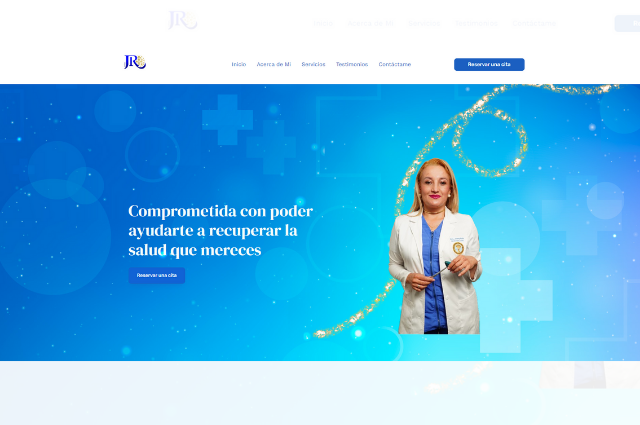 JR
Inicio
Acerca de Mi
Servicios
Testimonios
Contáctame
Reservar una cita
Comprometida con poder
ayudarte a recuperar la
salud que mereces
Reservar una cita